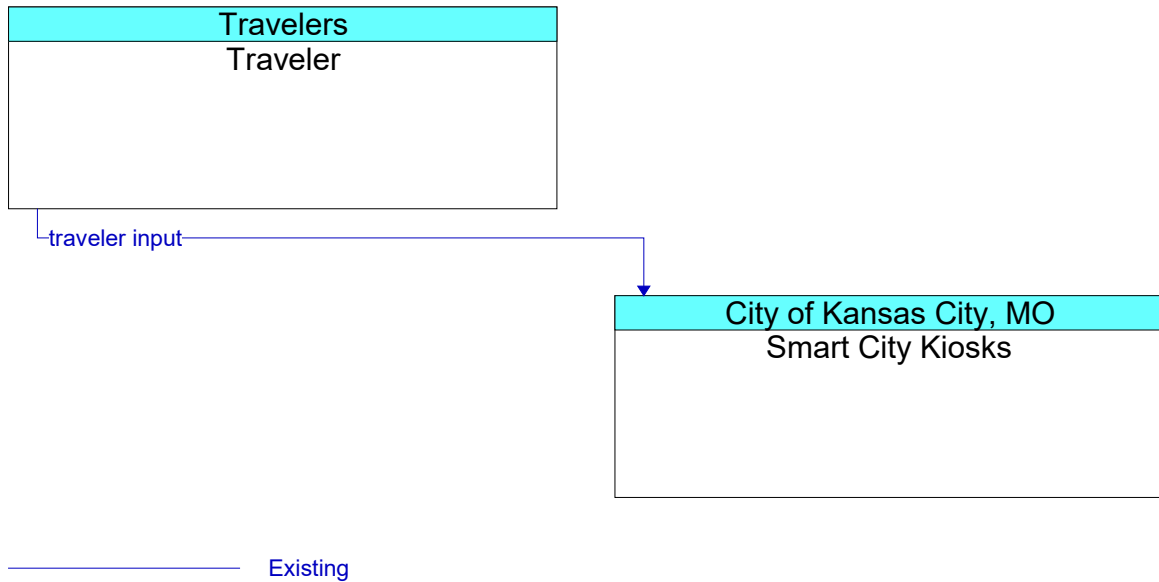 Travelers
Traveler
traveler input
City of Kansas City, MO
Smart City Kiosks
Existing